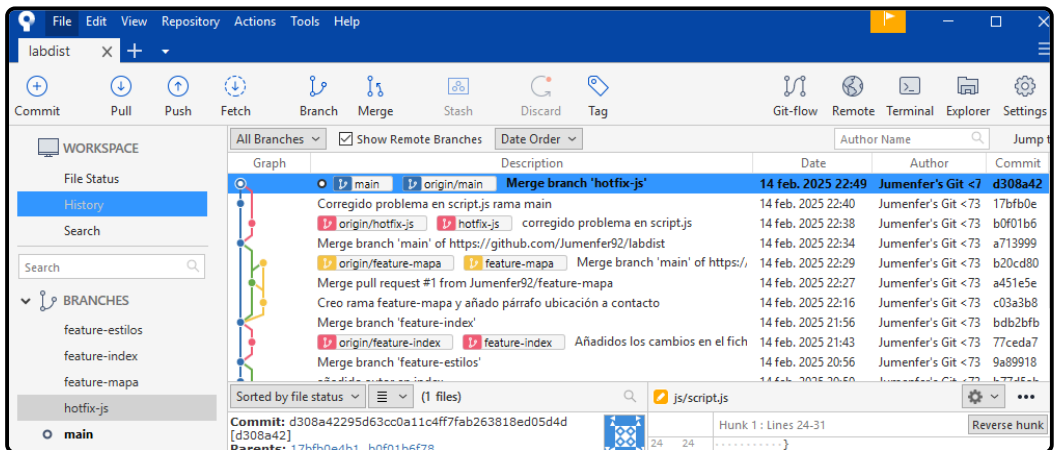 File Edit View Repository Actions Tools Help
labdist
Commit Pull Push Fetch Branch Merge Stash Discard Tag Git-flow Remote Terminal Explorer Settings
WORKSPACE
File Status
History
Search
Search
BRANCHES
feature-estilos
feature-index
feature-mapa
hotfix-js
main
All Branches Show Remote Branches Date Order Author Name Jump t
Graph Description Date Author Commit
main origin/main Merge branch 'hotfix-js' 14 feb. 2025 22:49 Jumenfer's Git <7 d308a42
Corregido problema en script.js rama main 14 feb. 2025 22:40 Jumenfer's Git <73 17bfb0e
origin/hotfix-js hotfix-js corregido problema en script.js 14 feb. 2025 22:38 Jumenfer's Git <73 b0f01b6
Merge branch 'main' of https://github.com/Jumenfer92/labdist 14 feb. 2025 22:34 Jumenfer's Git <73 a713999
origin/feature-mapa feature-mapa Merge branch 'main' of https:/ 14 feb. 2025 22:29 Jumenfer's Git <73 b20cd80
Merge pull request #1 from Jumenfer92/feature-mapa 14 feb. 2025 22:27 Jumenfer's Git <73 a451e5e
Creo rama feature-mapa y añado párrafo ubicación a contacto 14 feb. 2025 22:16 Jumenfer's Git <73 c03a3b8
Merge branch 'feature-index' 14 feb. 2025 21:56 Jumenfer's Git <73 bdb2bfb
origin/feature-index feature-index Añadidos los cambios en el fich 14 feb. 2025 21:43 Jumenfer's Git <73 77ceda7
Merge branch 'feature-estilos' 14 feb. 2025 20:56 Jumenfer's Git <73 9a89918
Sorted by file status (1 files)
Commit: d308a42295d63cc0a11c4ff7fab263818ed05d4d
[d308a42]
Parents: 17bfb0e4b1, b0f01b6f78
js/script.js
Hunk 1 : Lines 24-31 Reverse hunk
24 24 }